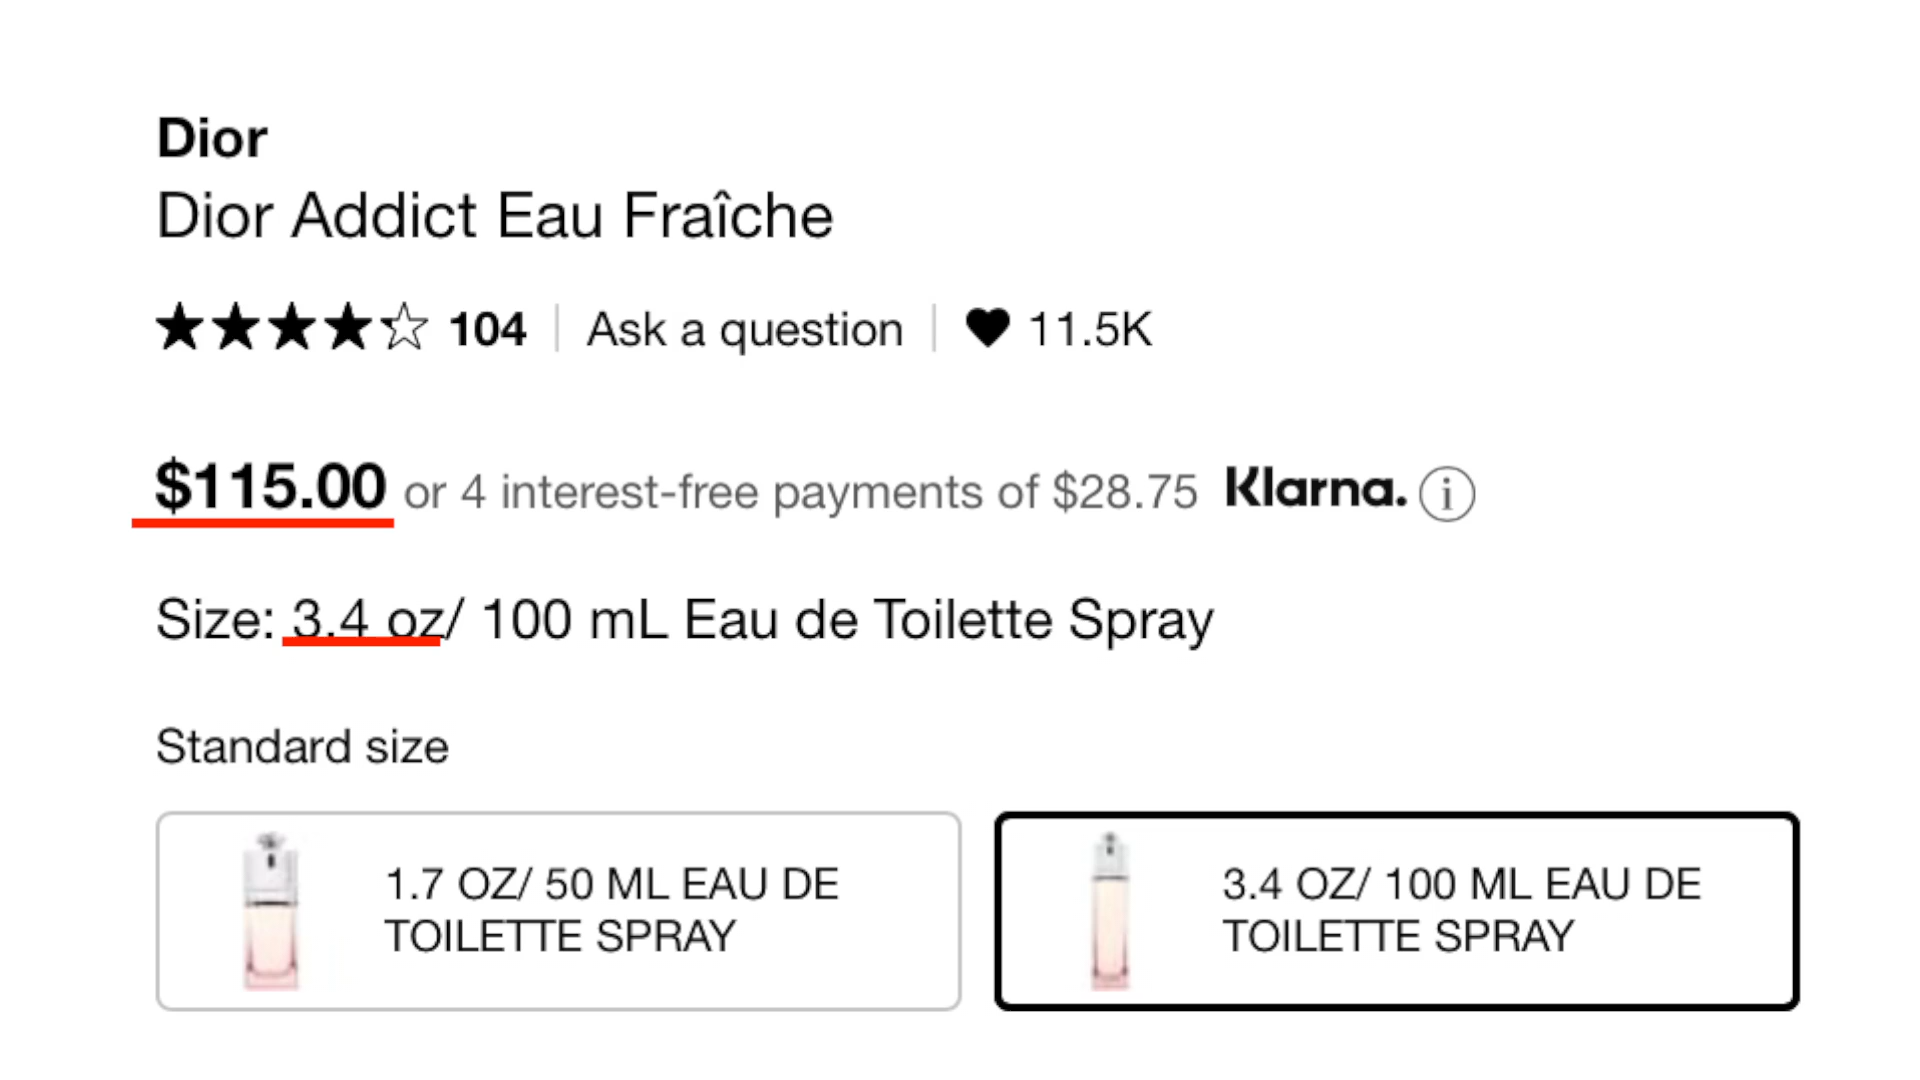 Dior
Dior Addict Eau Fraîche
104 Ask a question 11.5K
$115.00 or 4 interest-free payments of $28.75 Klarna. i
Size: 3.4 oz/ 100 mL Eau de Toilette Spray
Standard size
1.7 OZ/ 50 ML EAU DE
TOILETTE SPRAY
3.4 OZ/ 100 ML EAU DE
TOILETTE SPRAY